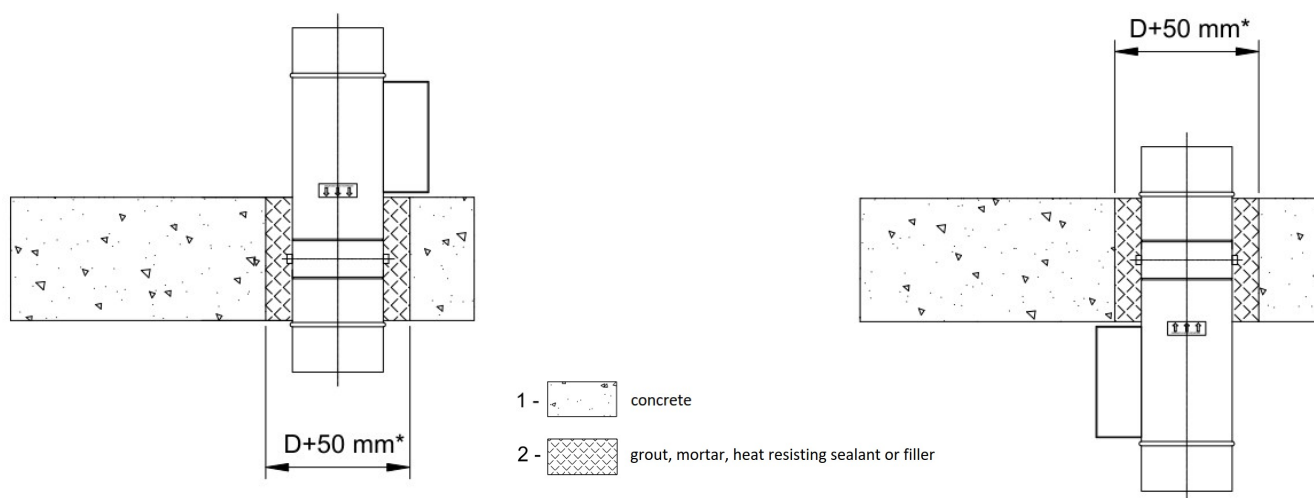 D+50 mm*
D+50 mm*
1 - concrete
2 - grout, mortar, heat resisting sealant or filler